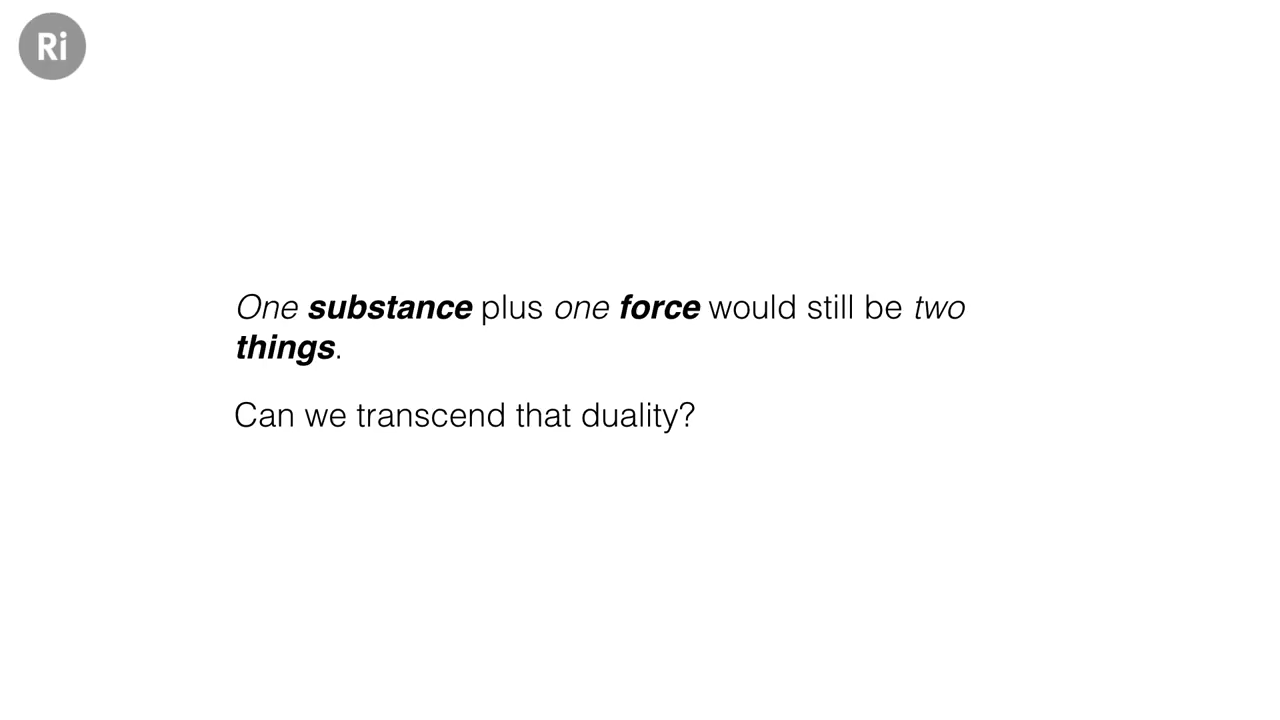 Ri
One substance plus one force would still be two
things.
Can we transcend that duality?